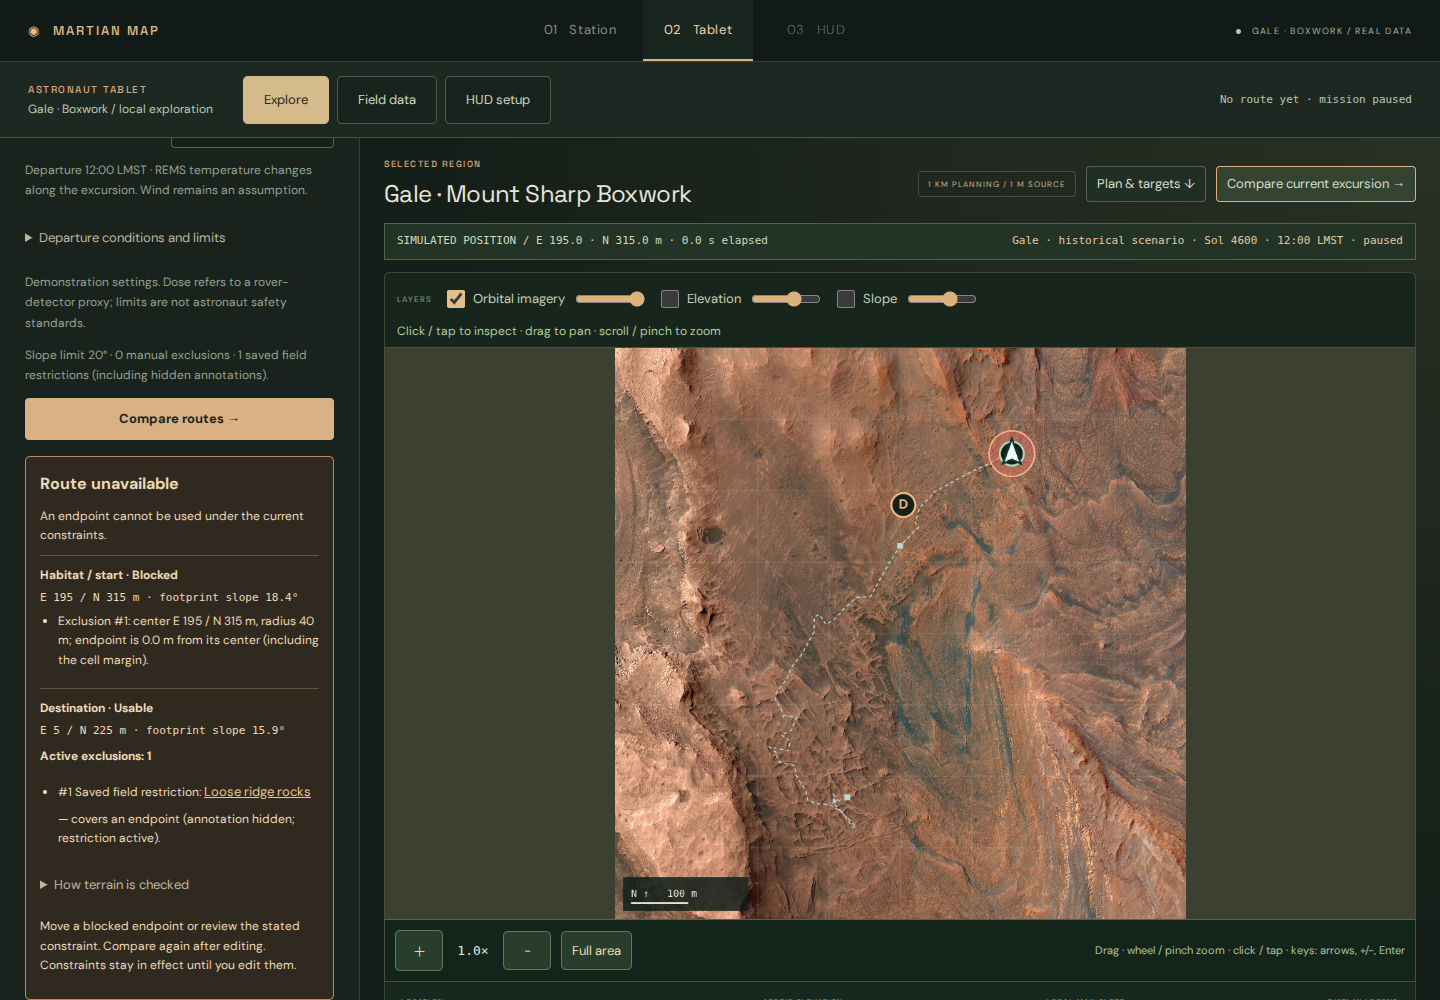 ◉ MARTIAN MAP
01 Station
02 Tablet
03 HUD
GALE · BOXWORK / REAL DATA
ASTRONAUT TABLET
Gale · Boxwork / local exploration
Explore
Field data
HUD setup
No route yet · mission paused
Departure 12:00 LMST · REMS temperature changes
along the excursion. Wind remains an assumption.
Departure conditions and limits
Demonstration settings. Dose refers to a rover-
detector proxy; limits are not astronaut safety
standards.
Slope limit 20° · 0 manual exclusions · 1 saved field
restrictions (including hidden annotations).
Compare routes →
Route unavailable
An endpoint cannot be used under the current
constraints.
Habitat / start · Blocked
E 195 / N 315 m · footprint slope 18.4°
• Exclusion #1: center E 195 / N 315 m, radius 40
m; endpoint is 0.0 m from its center (including
the cell margin).
Destination · Usable
E 5 / N 225 m · footprint slope 15.9°
Active exclusions: 1
• #1 Saved field restriction: Loose ridge rocks
— covers an endpoint (annotation hidden;
restriction active).
How terrain is checked
Move a blocked endpoint or review the stated
constraint. Compare again after editing.
Constraints stay in effect until you edit them.
SELECTED REGION
Gale · Mount Sharp Boxwork
1 KM PLANNING / 1 M SOURCE
Plan & targets ↓
Compare current excursion →
SIMULATED POSITION / E 195.0 · N 315.0 m · 0.0 s elapsed
Gale · historical scenario · Sol 4600 · 12:00 LMST · paused
LAYERS
Orbital imagery
Elevation
Slope
Click / tap to inspect · drag to pan · scroll / pinch to zoom
D
N ↑ 100 m
+
1.0×
-
Full area
Drag · wheel / pinch zoom · click / tap · keys: arrows, +/-, Enter